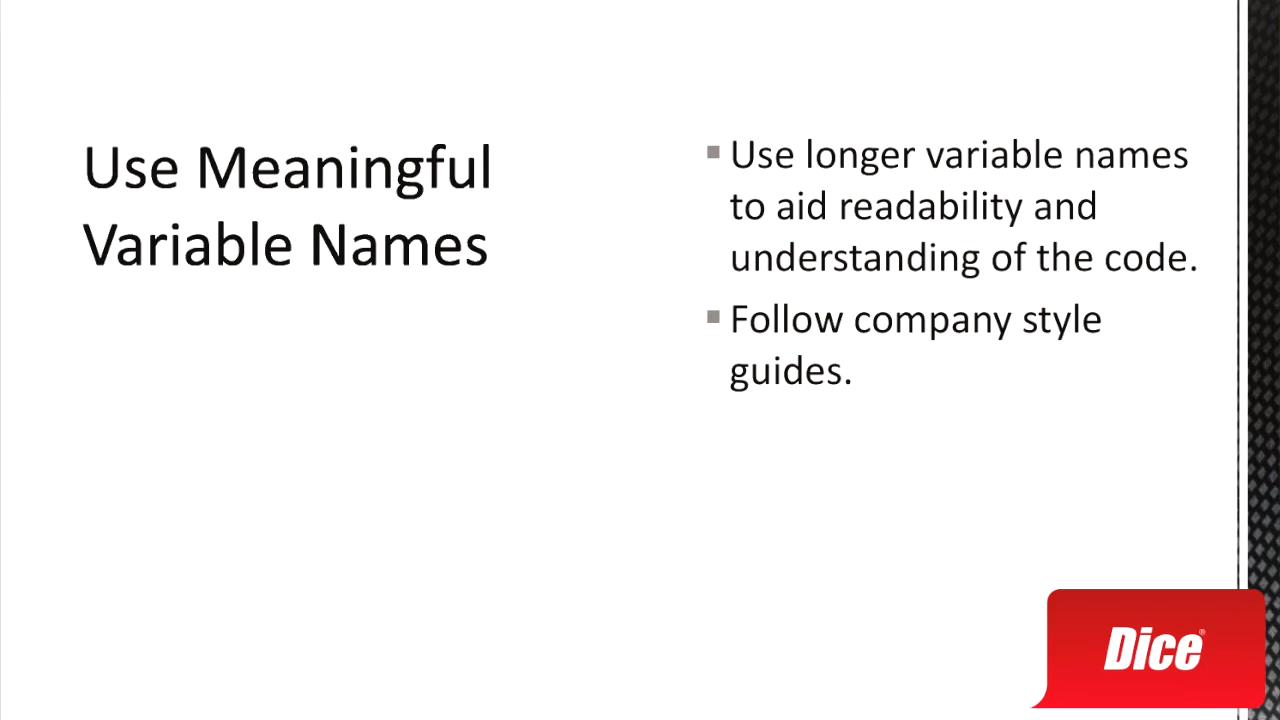 Use Meaningful
Variable Names
Use longer variable names
to aid readability and
understanding of the code.
Follow company style
guides.
Dice®